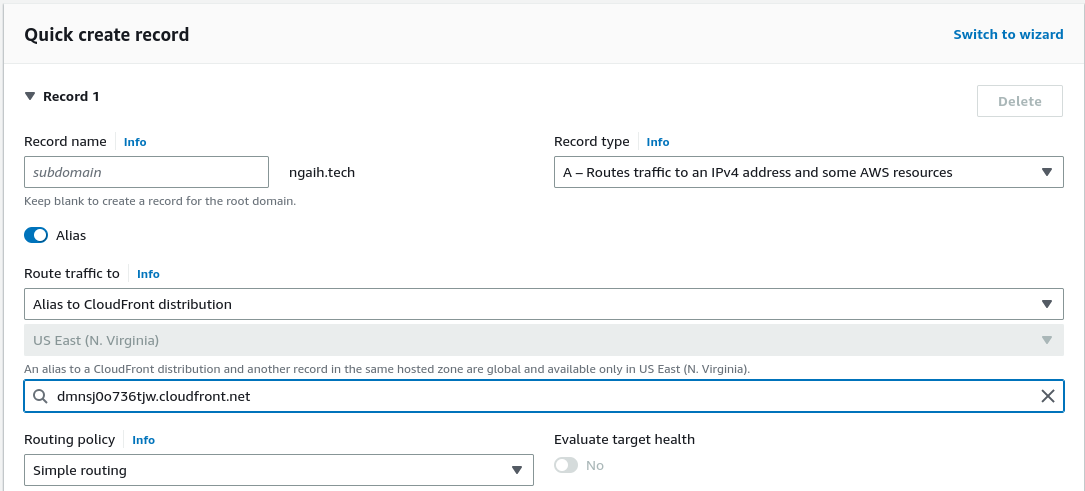 Quick create record
Switch to wizard
Record 1
Delete
Record name Info
Record type Info
subdomain
ngaih.tech
A – Routes traffic to an IPv4 address and some AWS resources
Keep blank to create a record for the root domain.
Alias
Route traffic to Info
Alias to CloudFront distribution
US East (N. Virginia)
An alias to a CloudFront distribution and another record in the same hosted zone are global and available only in US East (N. Virginia).
dmnsj0o736tjw.cloudfront.net
Routing policy Info
Evaluate target health
Simple routing
No